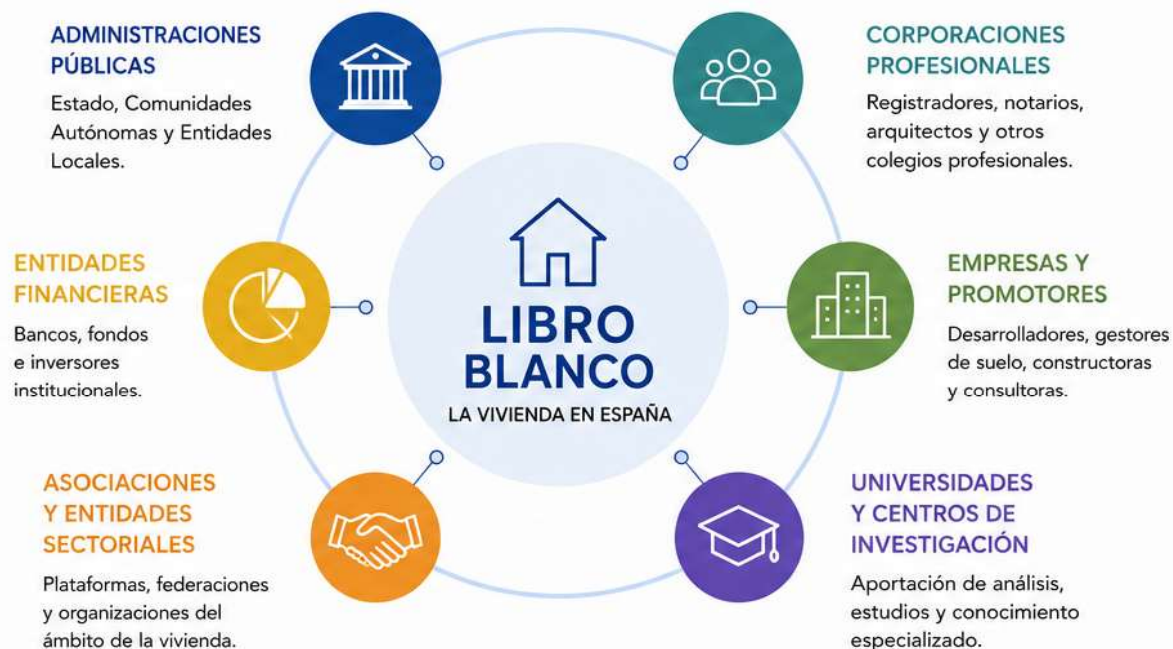 ADMINISTRACIONES
PÚBLICAS
Estado, Comunidades
Autónomas y Entidades
Locales.
CORPORACIONES
PROFESIONALES
Registradores, notarios,
arquitectos y otros
colegios profesionales.
ENTIDADES
FINANCIERAS
Bancos, fondos
e inversores
institucionales.
LIBRO
BLANCO
LA VIVIENDA EN ESPAÑA
EMPRESAS Y
PROMOTORES
Desarrolladores, gestores
de suelo, constructoras
y consultoras.
ASOCIACIONES
Y ENTIDADES
SECTORIALES
Plataformas, federaciones
y organizaciones del
ámbito de la vivienda.
UNIVERSIDADES
Y CENTROS DE
INVESTIGACIÓN
Aportación de análisis,
estudios y conocimiento
especializado.